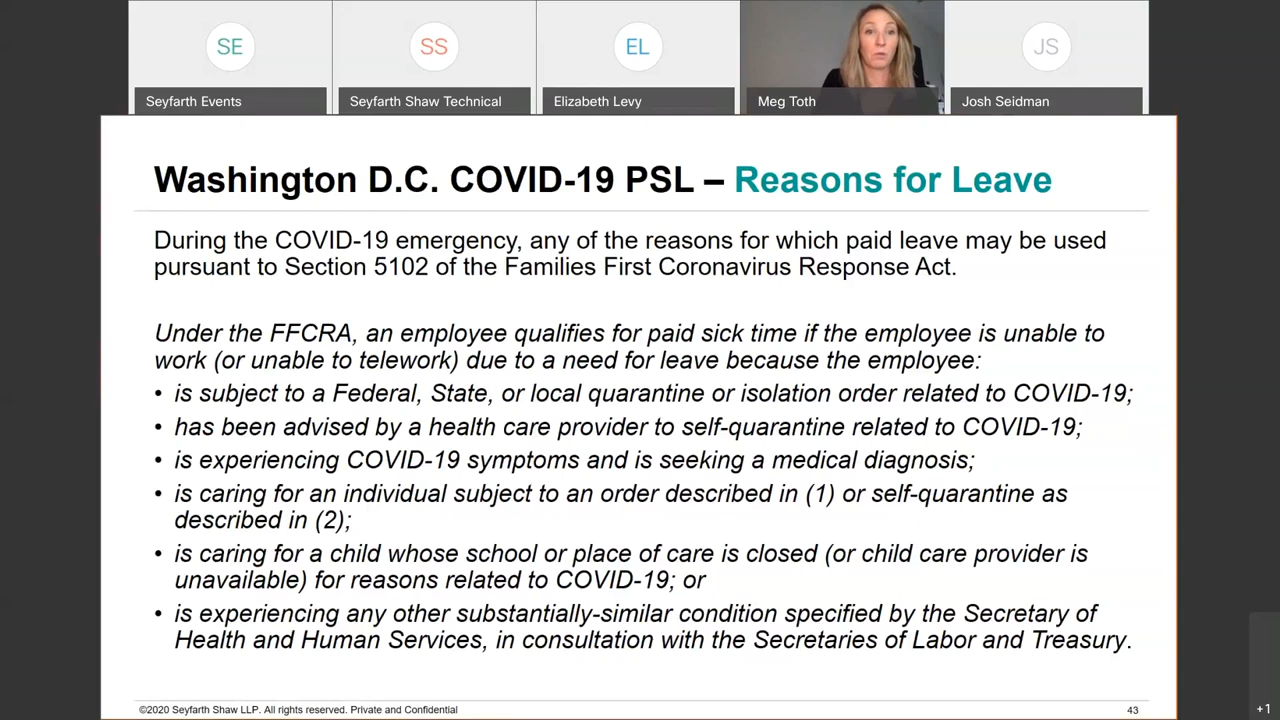 SE
SS
EL
JS
Seyfarth Events
Seyfarth Shaw Technical
Elizabeth Levy
Meg Toth
Josh Seidman
Washington D.C. COVID-19 PSL – Reasons for Leave
During the COVID-19 emergency, any of the reasons for which paid leave may be used
pursuant to Section 5102 of the Families First Coronavirus Response Act.
Under the FFCRA, an employee qualifies for paid sick time if the employee is unable to
work (or unable to telework) due to a need for leave because the employee:
• is subject to a Federal, State, or local quarantine or isolation order related to COVID-19;
• has been advised by a health care provider to self-quarantine related to COVID-19;
• is experiencing COVID-19 symptoms and is seeking a medical diagnosis;
• is caring for an individual subject to an order described in (1) or self-quarantine as
described in (2);
• is caring for a child whose school or place of care is closed (or child care provider is
unavailable) for reasons related to COVID-19; or
• is experiencing any other substantially-similar condition specified by the Secretary of
Health and Human Services, in consultation with the Secretaries of Labor and Treasury.
©2020 Seyfarth Shaw LLP. All rights reserved. Private and Confidential
43
+1